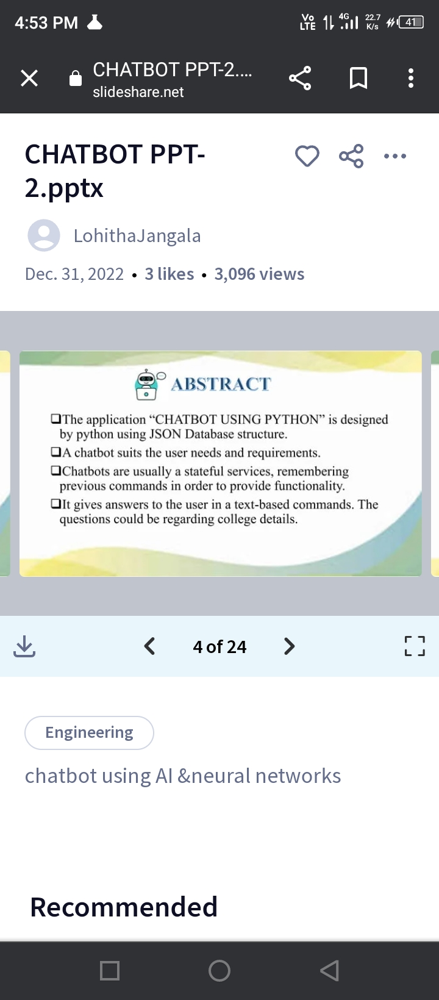 4:53 PM
Vo LTE 4G 22.7 K/s 41
CHATBOT PPT-2....
slideshare.net
CHATBOT PPT-
2.pptx
LohithaJangala
Dec. 31, 2022 • 3 likes • 3,096 views
ABSTRACT
❑The application “CHATBOT USING PYTHON” is designed
by python using JSON Database structure.
❑A chatbot suits the user needs and requirements.
❑Chatbots are usually a stateful services, remembering
previous commands in order to provide functionality.
❑It gives answers to the user in a text-based commands. The
questions could be regarding college details.
4 of 24
Engineering
chatbot using AI &neural networks
Recommended